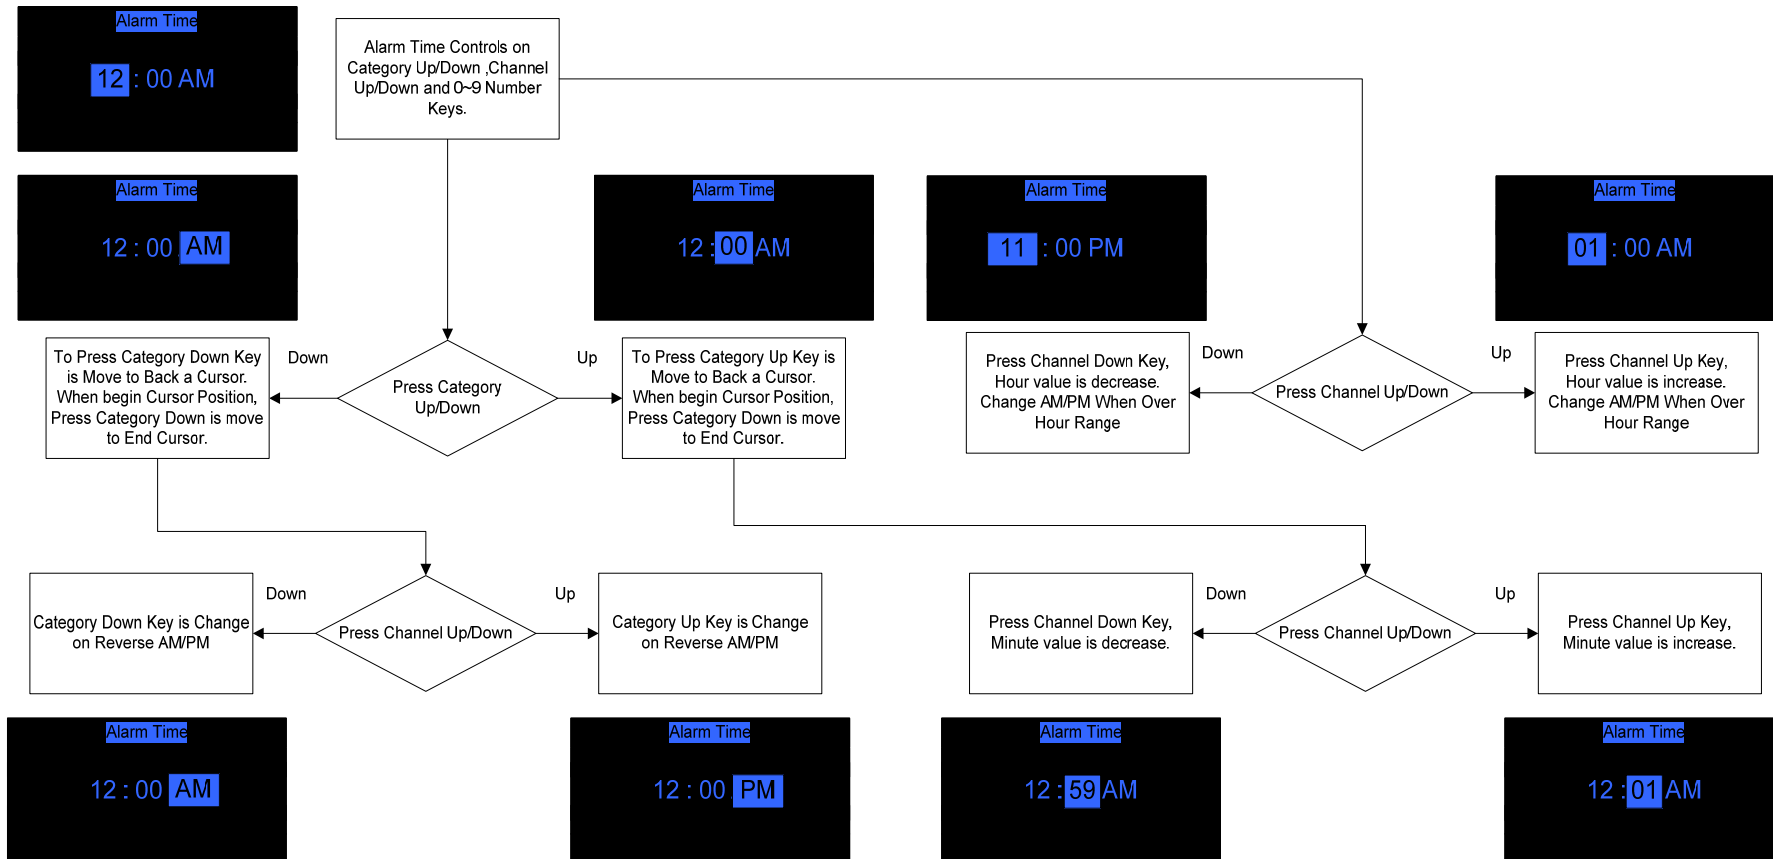 Alarm Time
12 : 00 AM
Alarm Time Controls on
Category Up/Down ,Channel
Up/Down and 0~9 Number
Keys.
Alarm Time
12 : 00 AM
Alarm Time
12 : 00 AM
Alarm Time
11 : 00 PM
Alarm Time
01 : 00 AM
To Press Category Down Key
is Move to Back a Cursor.
When begin Cursor Position,
Press Category Down is move
to End Cursor.
Down
Press Category
Up/Down
Up
To Press Category Up Key is
Move to Back a Cursor.
When begin Cursor Position,
Press Category Down is move
to End Cursor.
Press Channel Down Key,
Hour value is decrease.
Change AM/PM When Over
Hour Range
Down
Press Channel Up/Down
Up
Press Channel Up Key,
Hour value is increase.
Change AM/PM When Over
Hour Range
Category Down Key is Change
on Reverse AM/PM
Down
Press Channel Up/Down
Up
Category Up Key is Change
on Reverse AM/PM
Press Channel Down Key,
Minute value is decrease.
Down
Press Channel Up/Down
Up
Press Channel Up Key,
Minute value is increase.
Alarm Time
12 : 00 AM
Alarm Time
12 : 00 PM
Alarm Time
12 : 59 AM
Alarm Time
12 : 01 AM